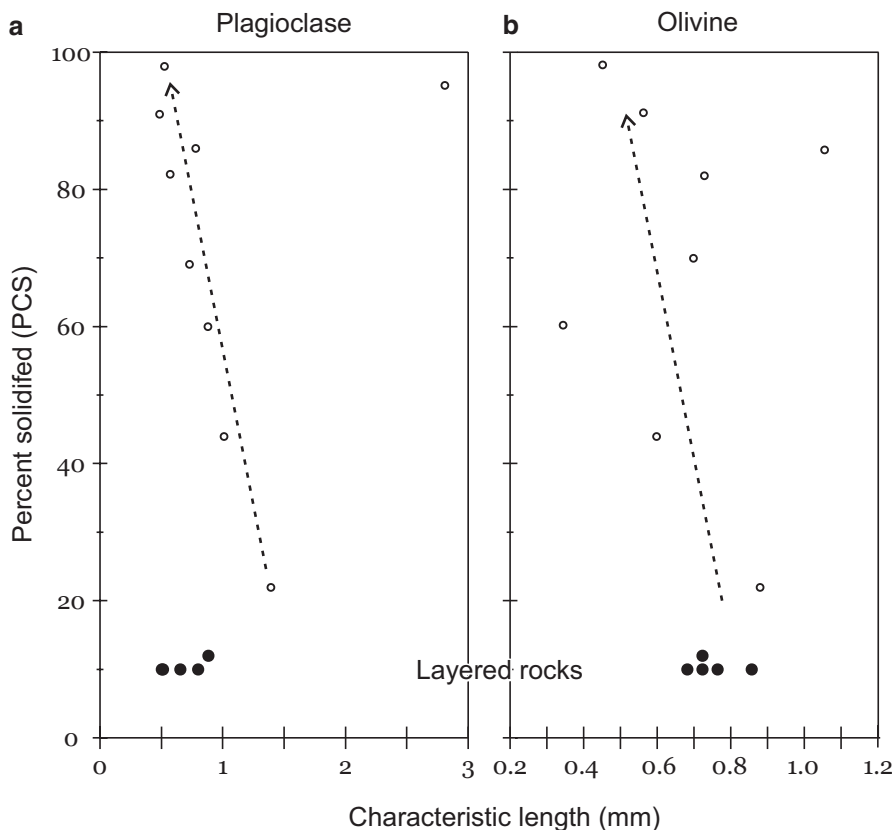 a Plagioclase
b Olivine
100
80
60
40
20
0
Percent solidifed (PCS)
Layered rocks
0 1 2 3
0.2 0.4 0.6 0.8 1.0 1.2
Characteristic length (mm)